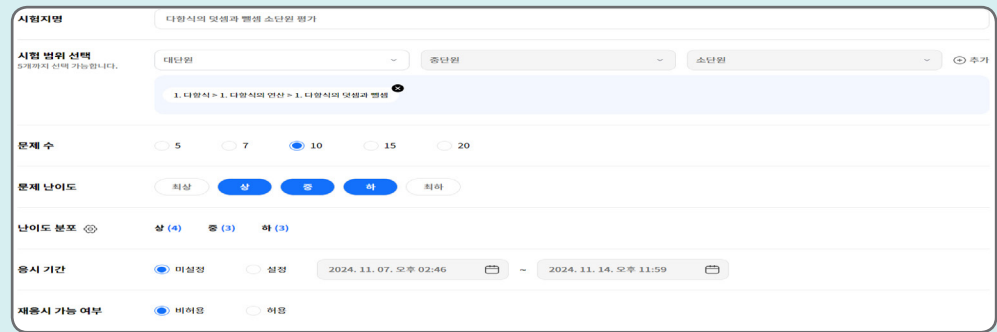 시험지명 다항식의 덧셈과 뺄셈 소단원 평가
시험 범위 선택
5개까지 선택 가능합니다.
대단원 중단원 소단원 추가
1. 다항식 > 1. 다항식의 연산 > 1. 다항식의 덧셈과 뺄셈
문제 수 5 7 10 15 20
문제 난이도 최상 상 중 하 최하
난이도 분포 상 (4) 중 (3) 하 (3)
응시 기간 미설정 설정 2024. 11. 07. 오후 02:46 ~ 2024. 11. 14. 오후 11:59
재응시 가능 여부 비허용 허용